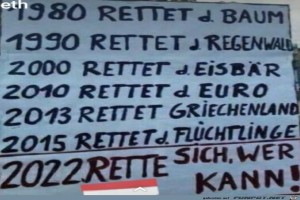 eth
1980 RETTET d. BAUM
1990 RETTET d. REGENWALD
2000 RETTET d. EiSBÄR
2010 RETTET d. EURO
2013 RETTET GRIECHENLAND
2015 RETTET d. FLÜCHTLINGE
2022 RETTE SICH, WER
KANN!